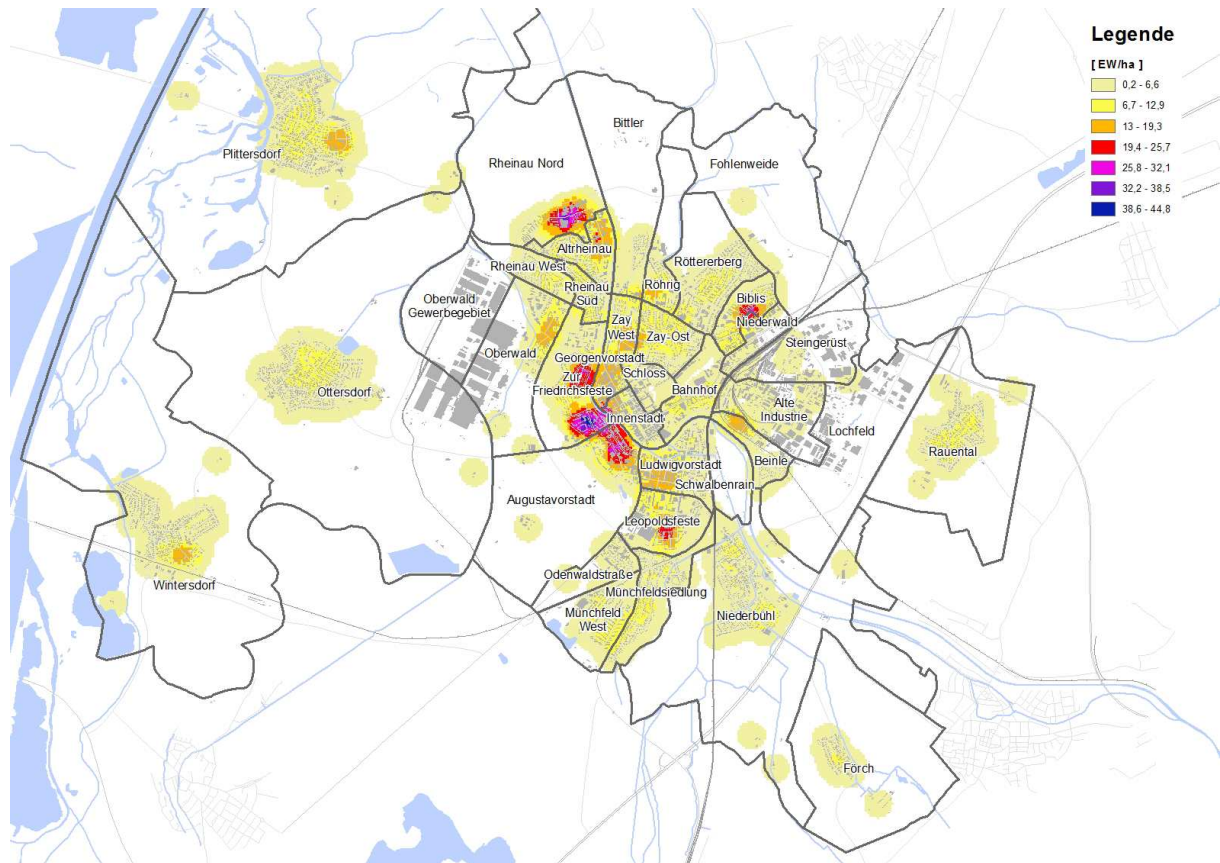 Legende
[ EW/ha ]
0,2 - 6,6
6,7 - 12,9
13 - 19,3
19,4 - 25,7
25,8 - 32,1
32,2 - 38,5
38,6 - 44,8
Bittler
Plittersdorf
Rheinau Nord
Fohlenweide
Altrheinau
Rheinau West
Röttererberg
Rheinau
Süd
Röhrig
Oberwald
Gewerbegebiet
Biblis
Niederwald
Zay
West
Zay-Ost
Steingerüst
Oberwald
Georgenvorstadt
Schloss
Zur
Friedrichsfeste
Bahnhof
Ottersdorf
Innenstadt
Alte
Industrie
Lochfeld
Rauental
Ludwigvorstadt
Beinle
Schwalbenrain
Augustavorstadt
Leopoldsfeste
Odenwaldstraße
Wintersdorf
Münchfeldsiedlung
Münchfeld
West
Niederbühl
Förch